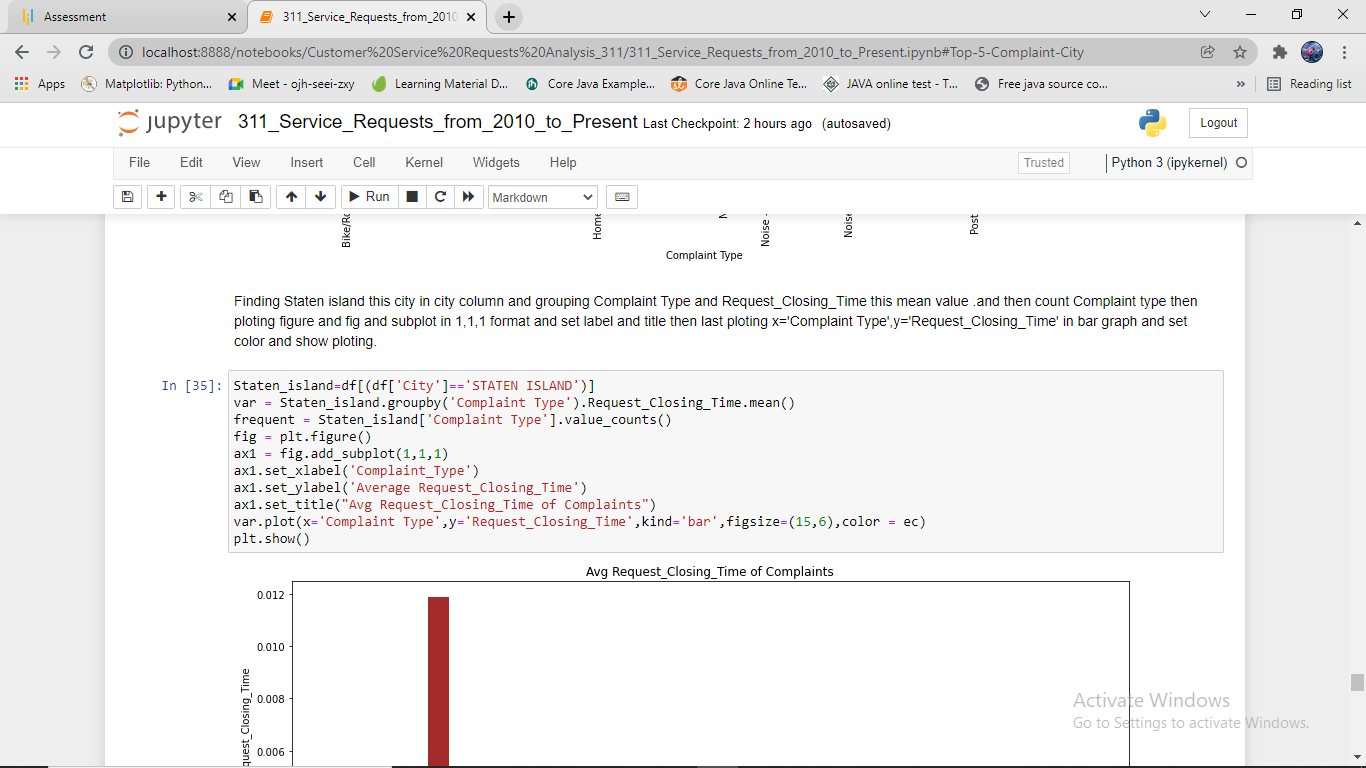 Assessment
311_Service_Requests_from_2010
localhost:8888/notebooks/Customer%20Service%20Requests%20Analysis_311/311_Service_Requests_from_2010_to_Present.ipynb#Top-5-Complaint-City
Apps Matplotlib: Python... Meet - ojh-seei-zxy Learning Material D... Core Java Example... Core Java Online Te... JAVA online test - T... Free java source co... » Reading list
jupyter 311_Service_Requests_from_2010_to_Present Last Checkpoint: 2 hours ago (autosaved) Logout
File Edit View Insert Cell Kernel Widgets Help Trusted Python 3 (ipykernel)
Run Markdown
Bike/Ro
Home
N
Noise -
Noise
Post
Complaint Type
Finding Staten island this city in city column and grouping Complaint Type and Request_Closing_Time this mean value .and then count Complaint type then
ploting figure and fig and subplot in 1,1,1 format and set label and title then last ploting x='Complaint Type',y='Request_Closing_Time' in bar graph and set
color and show ploting.
In [35]: Staten_island=df[(df['City']=='STATEN ISLAND')]
var = Staten_island.groupby('Complaint Type').Request_Closing_Time.mean()
frequent = Staten_island['Complaint Type'].value_counts()
fig = plt.figure()
ax1 = fig.add_subplot(1,1,1)
ax1.set_xlabel('Complaint_Type')
ax1.set_ylabel('Average Request_Closing_Time')
ax1.set_title("Avg Request_Closing_Time of Complaints")
var.plot(x='Complaint Type',y='Request_Closing_Time',kind='bar',figsize=(15,6),color = ec)
plt.show()
Avg Request_Closing_Time of Complaints
0.012
0.010
0.008
0.006
quest_Closing_Time
Activate Windows
Go to Settings to activate Windows.